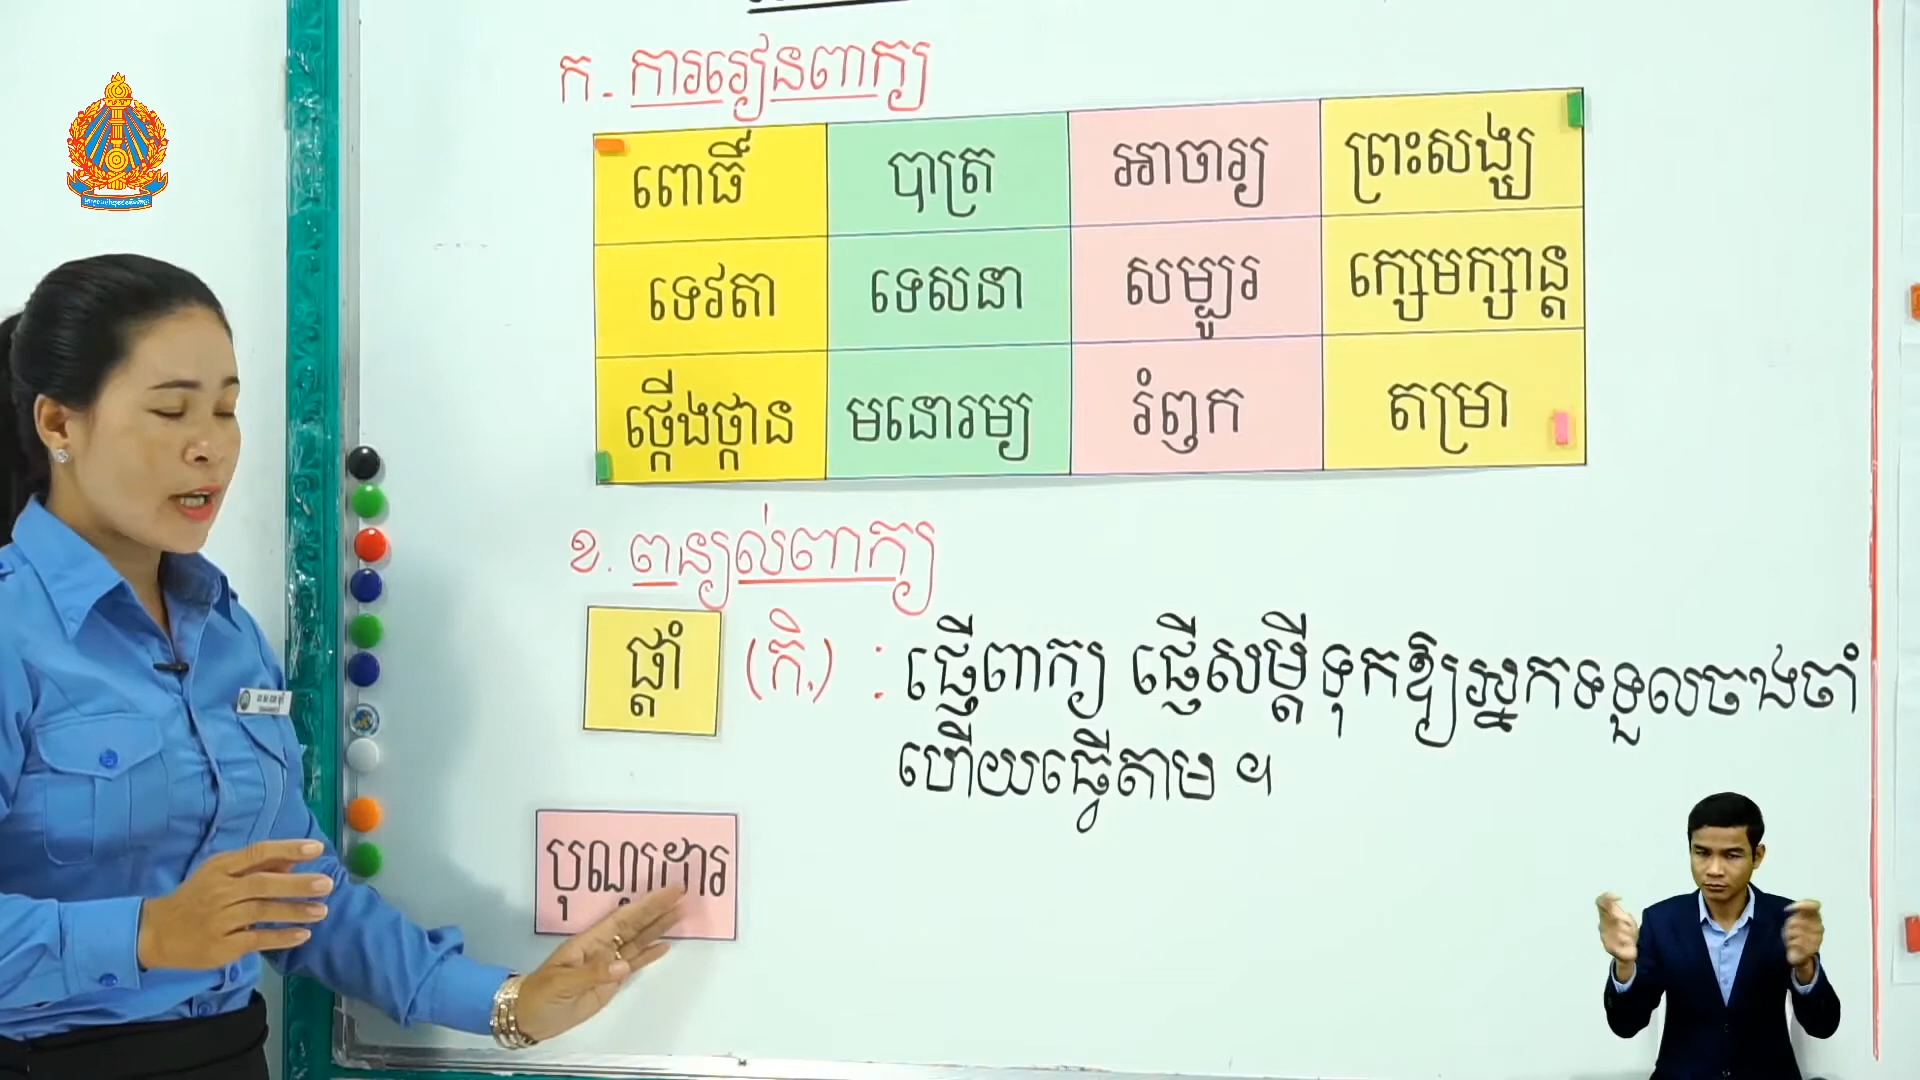 ក. ការរៀនពាក្យ
ពោធិ៍ បាត្រ អាចារ្យ ព្រះសង្ឃ
ទេវតា ទេសនា សម្បូរ ក្សេមក្សាន្ត
ថ្កើងថ្កាន មនោរម្យ រំឭក តម្រា
ខ. ពន្យល់ពាក្យ
ផ្ដាំ (កិ.) : ផ្ញើពាក្យ ផ្ញើសម្ដីទុកឱ្យអ្នកទទួលចងចាំ
ហើយធ្វើតាម ។
បុណ្យដារ